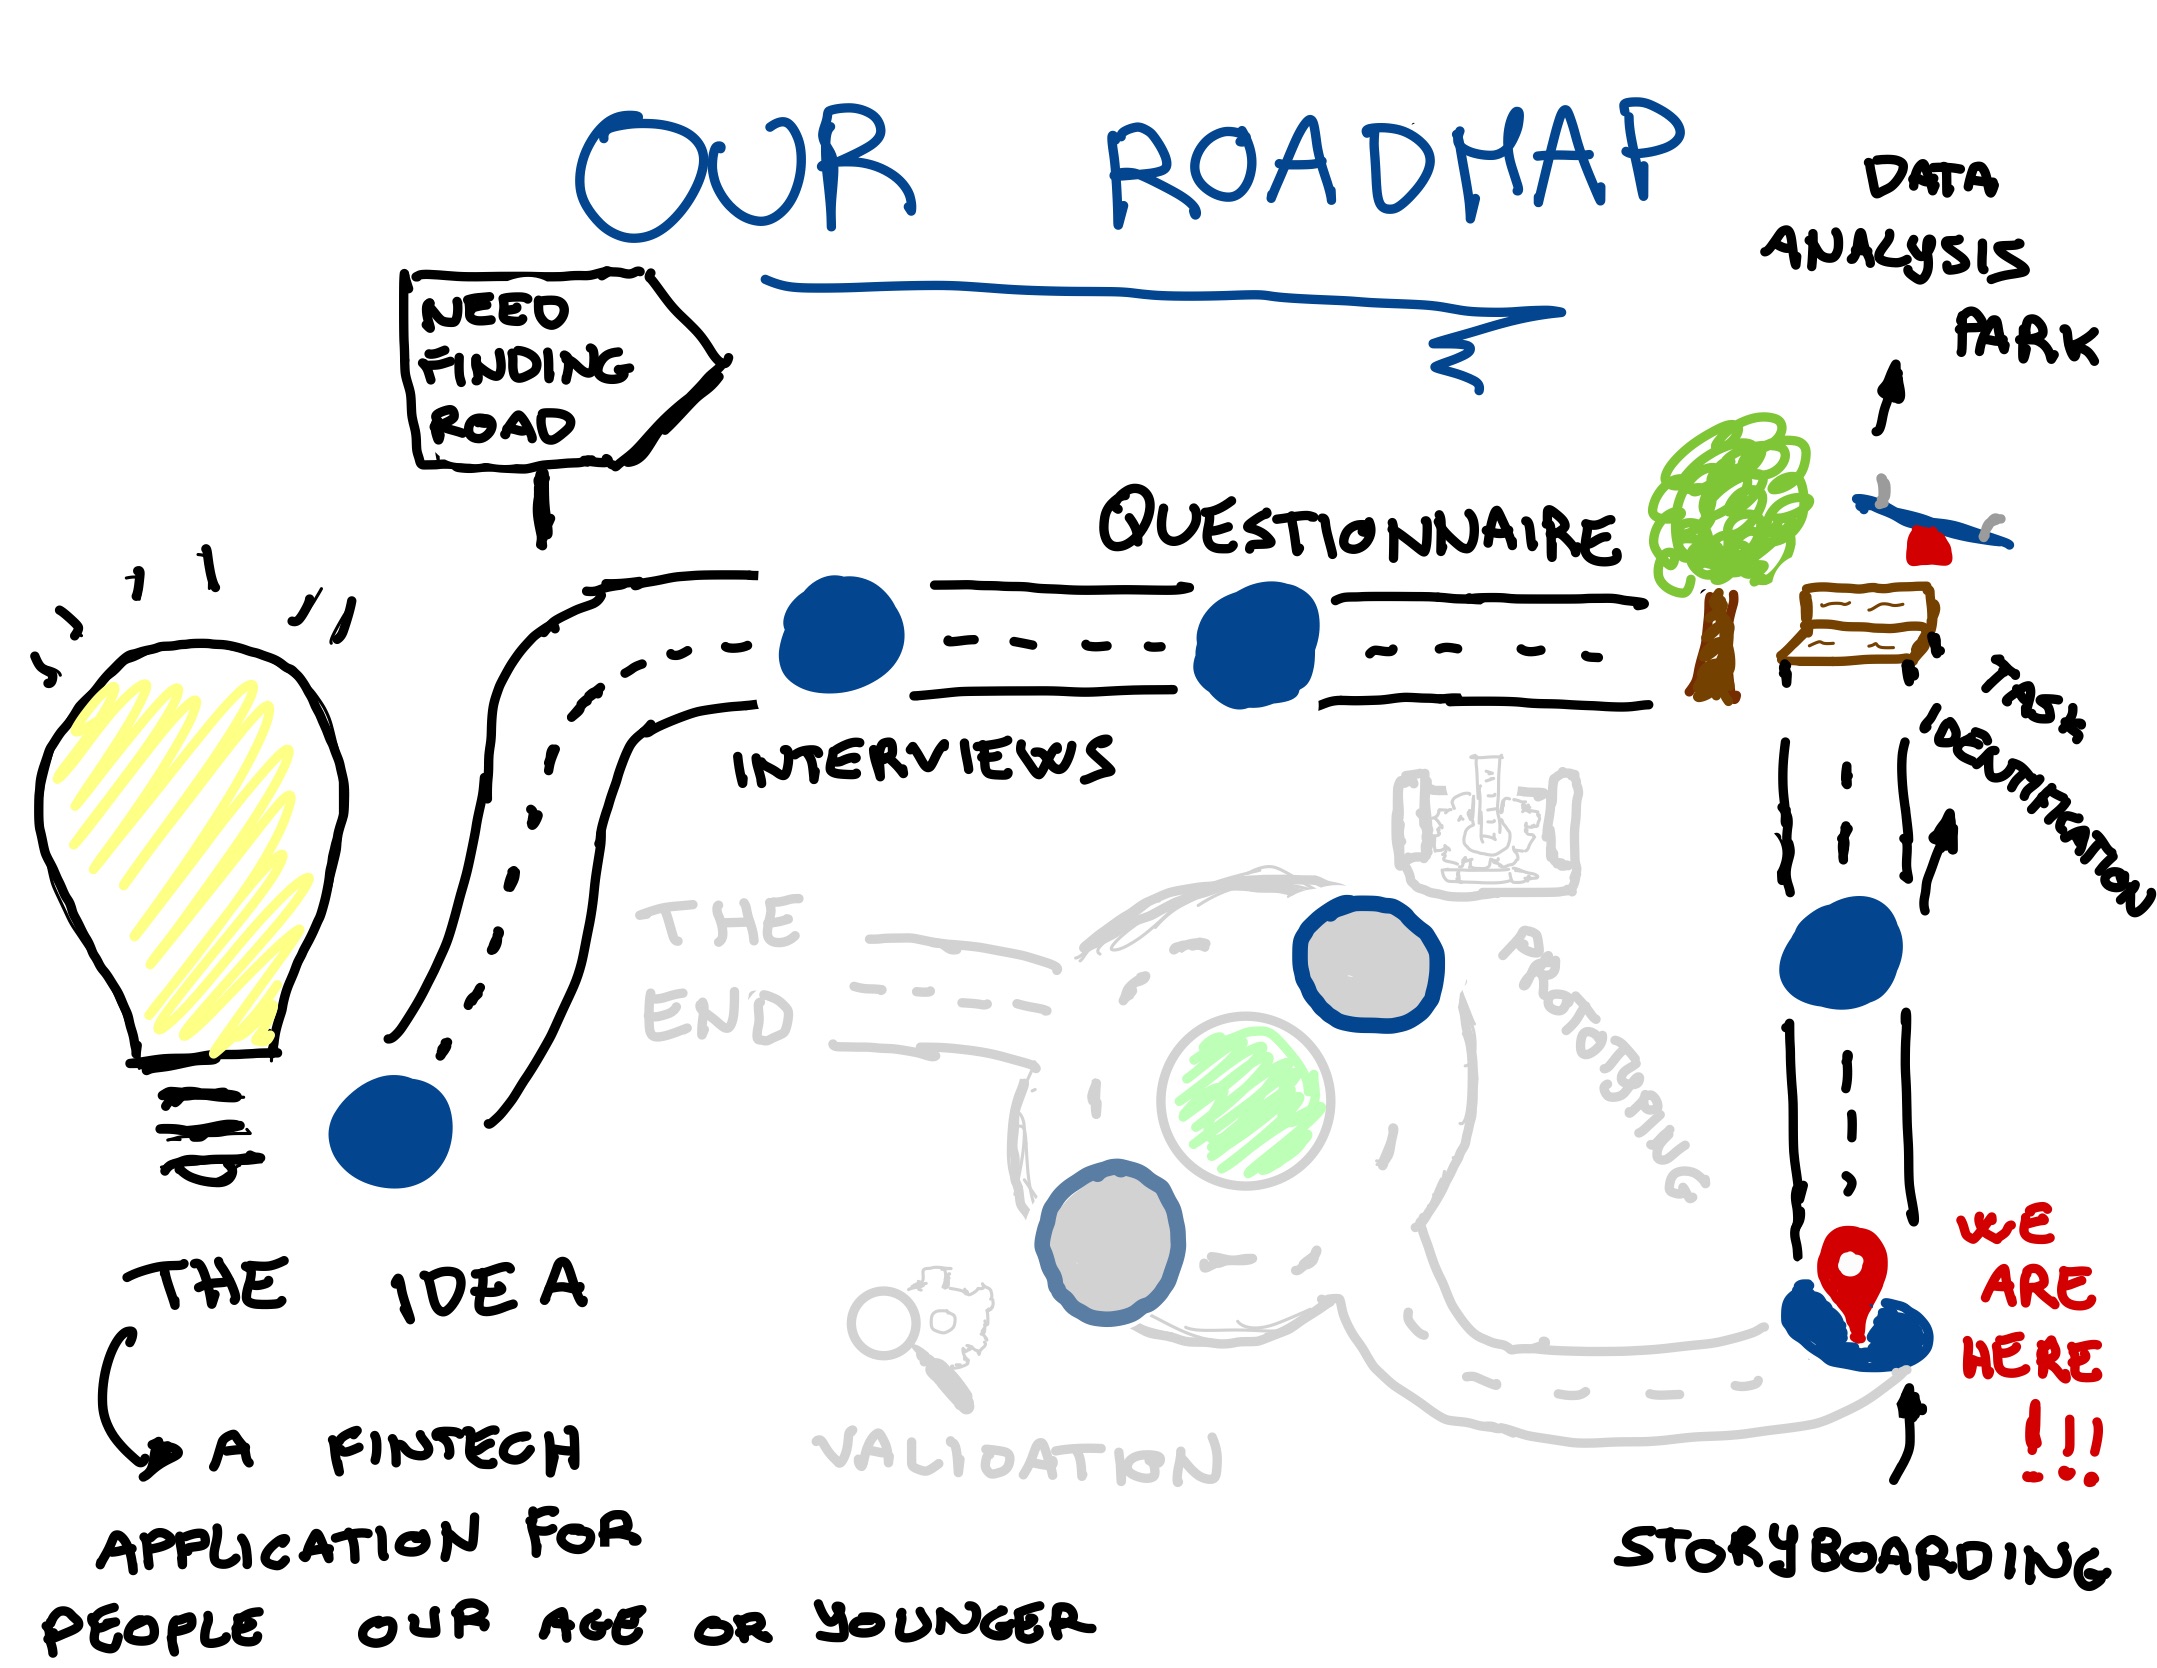 OUR ROADMAP
DATA
ANALYSIS
PARK
NEED
FINDING
ROAD
QUESTIONNAIRE
INTERVIEWS
TASK
IDENTIFICATION
THE
END
PROTOTYPING
WE
ARE
HERE
!!!
THE IDEA
A FINTECH
APPLICATION FOR
PEOPLE OUR AGE OR YOUNGER
VALIDATION
STORYBOARDING